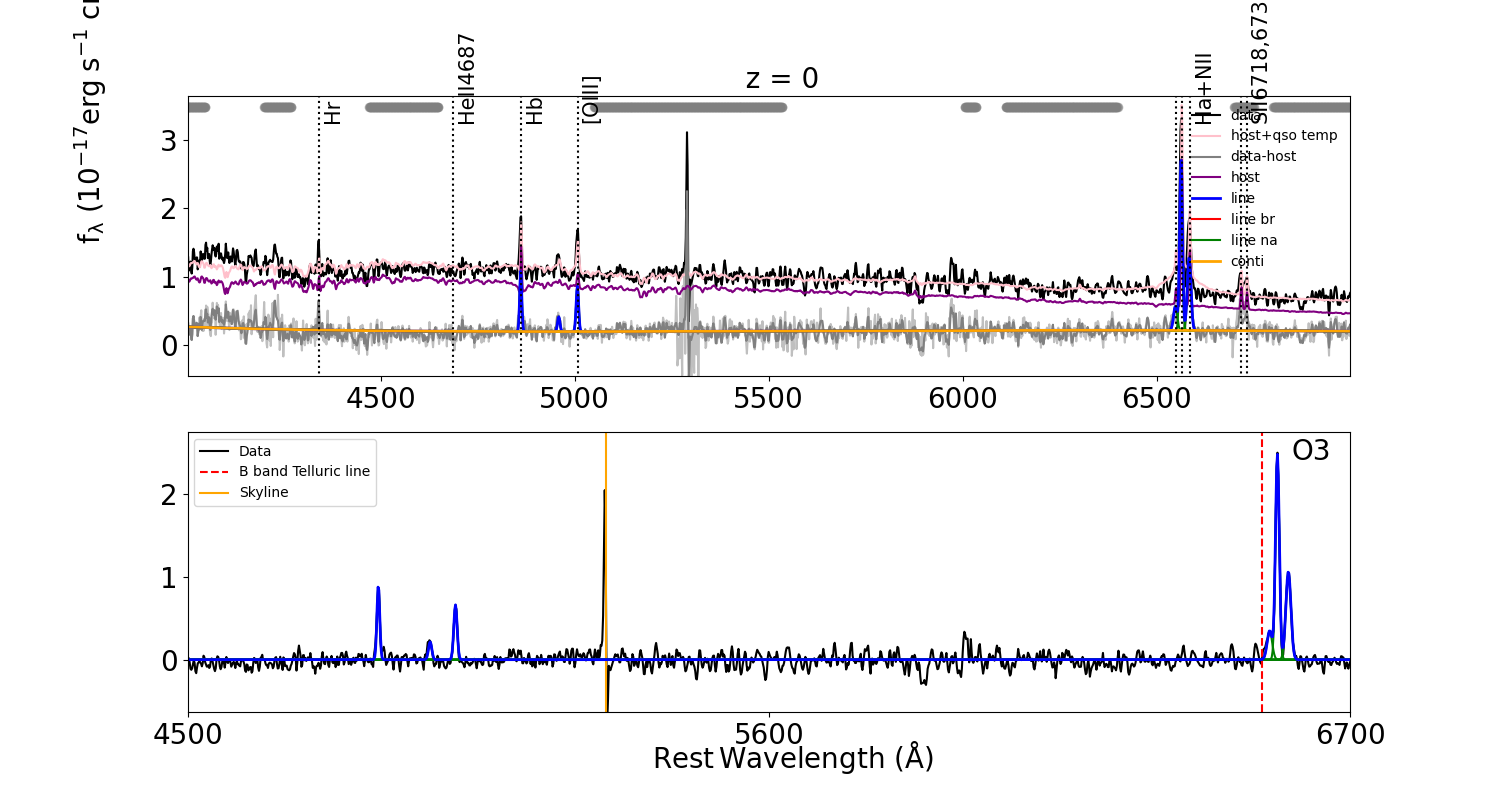 z = 0
fλ (10−17erg s−1 c
Hr
HeII4687
Hb
[OIII]
Ha+NII
SII6718,673
3
2
1
0
data
host+qso temp
data-host
host
line
line br
line na
conti
4500
5000
5500
6000
6500
Data
B band Telluric line
Skyline
O3
2
1
0
4500
5600
6700
Rest Wavelength (Å)